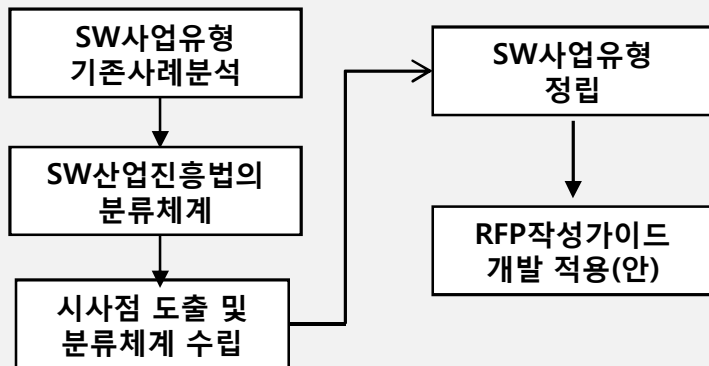 SW사업유형
기존사례분석
SW산업진흥법의
분류체계
시사점 도출 및
분류체계 수립
SW사업유형
정립
RFP작성가이드
개발 적용(안)